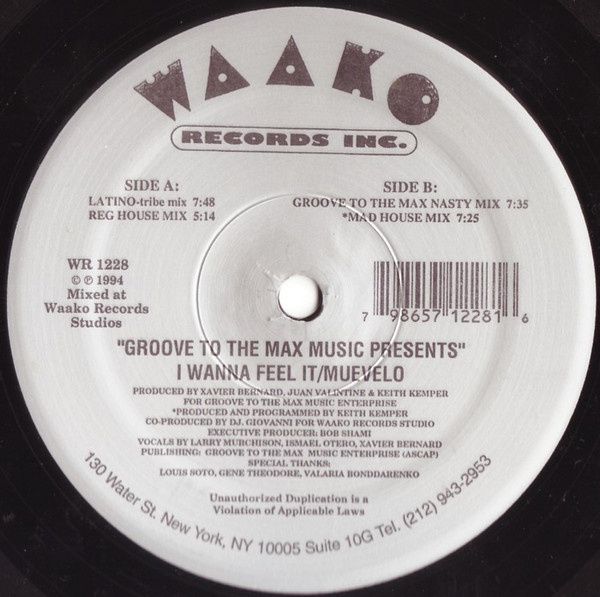 WAAKO
RECORDS INC.
SIDE A:
LATINO-tribe mix 7:48
REG HOUSE MIX 5:14
SIDE B:
GROOVE TO THE MAX NASTY MIX 7:35
*MAD HOUSE MIX 7:25
WR 1228
© ℗ 1994
Mixed at
Waako Records
Studios
7 98657 12281 6
"GROOVE TO THE MAX MUSIC PRESENTS"
I WANNA FEEL IT/MUEVELO
PRODUCED BY XAVIER BERNARD, JUAN VALINTINE & KEITH KEMPER
FOR GROOVE TO THE MAX MUSIC ENTERPRISE
*PRODUCED AND PROGRAMMED BY KEITH KEMPER
CO-PRODUCED BY DJ. GIOVANNI FOR WAAKO RECORDS STUDIO
EXECUTIVE PRODUCER: BOB SHAMI
VOCALS BY LARRY MURCHISON, ISMAEL OTERO, XAVIER BERNARD
PUBLISHING: GROOVE TO THE MAX MUSIC ENTERPRISE (ASCAP)
SPECIAL THANKS:
LOUIS SOTO, GENE THEODORE, VALARIA BONDDARENKO
Unauthorized Duplication is a
Violation of Applicable Laws
130 Water St. New York, NY 10005 Suite 10G Tel. (212) 943-2953